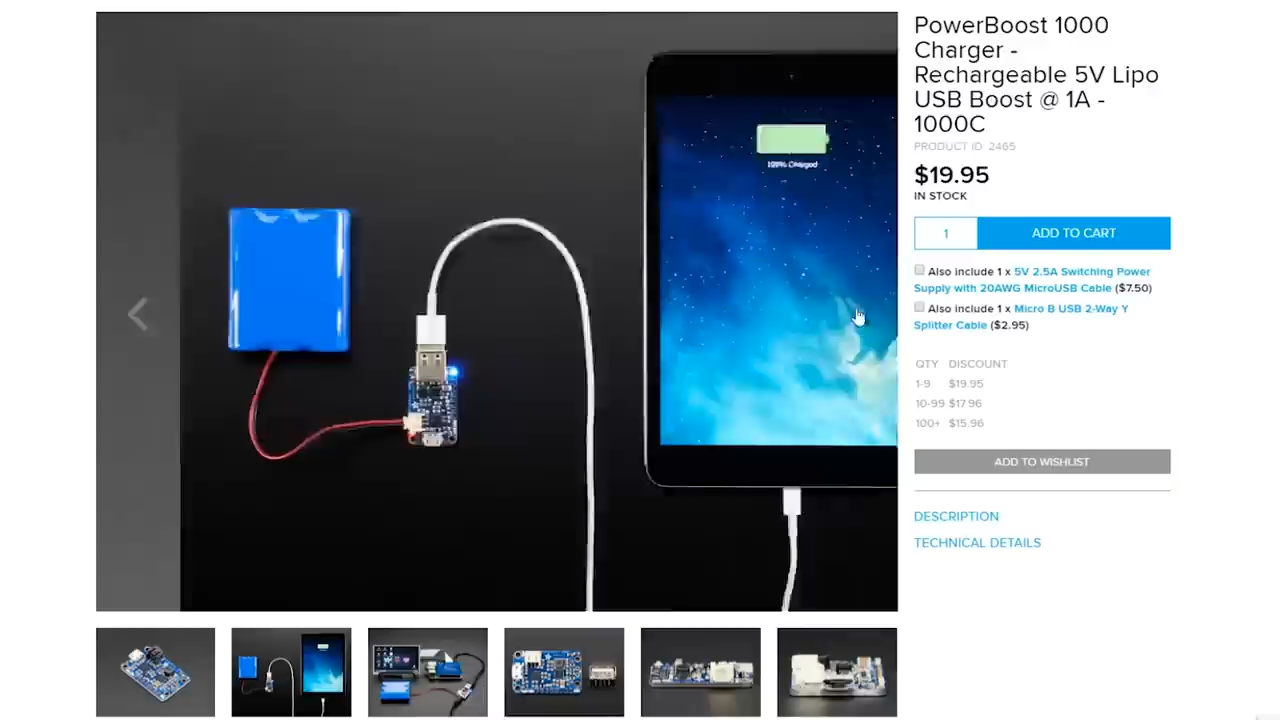 PowerBoost 1000
Charger -
Rechargeable 5V Lipo
USB Boost @ 1A -
1000C
PRODUCT ID: 2465
$19.95
IN STOCK
1
ADD TO CART
Also include 1 x 5V 2.5A Switching Power
Supply with 20AWG MicroUSB Cable ($7.50)
Also include 1 x Micro B USB 2-Way Y
Splitter Cable ($2.95)
QTY DISCOUNT
1-9 $19.95
10-99 $17.96
100+ $15.96
ADD TO WISHLIST
DESCRIPTION
TECHNICAL DETAILS
100% Charged